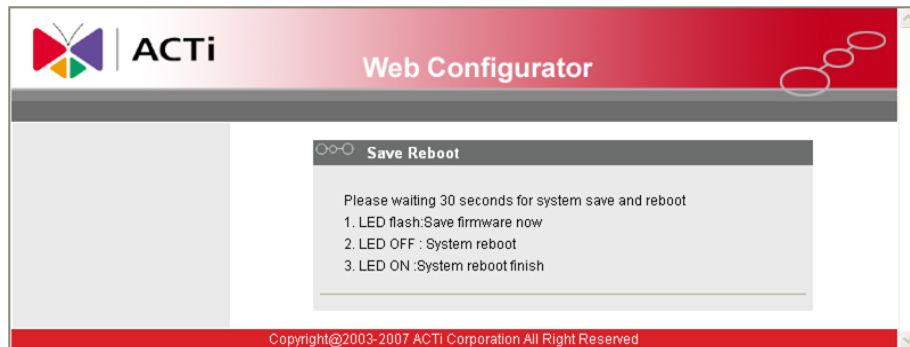 ACTi
Web Configurator
Save Reboot
Please waiting 30 seconds for system save and reboot
1. LED flash:Save firmware now
2. LED OFF : System reboot
3. LED ON :System reboot finish
Copyright@2003-2007 ACTi Corporation All Right Reserved